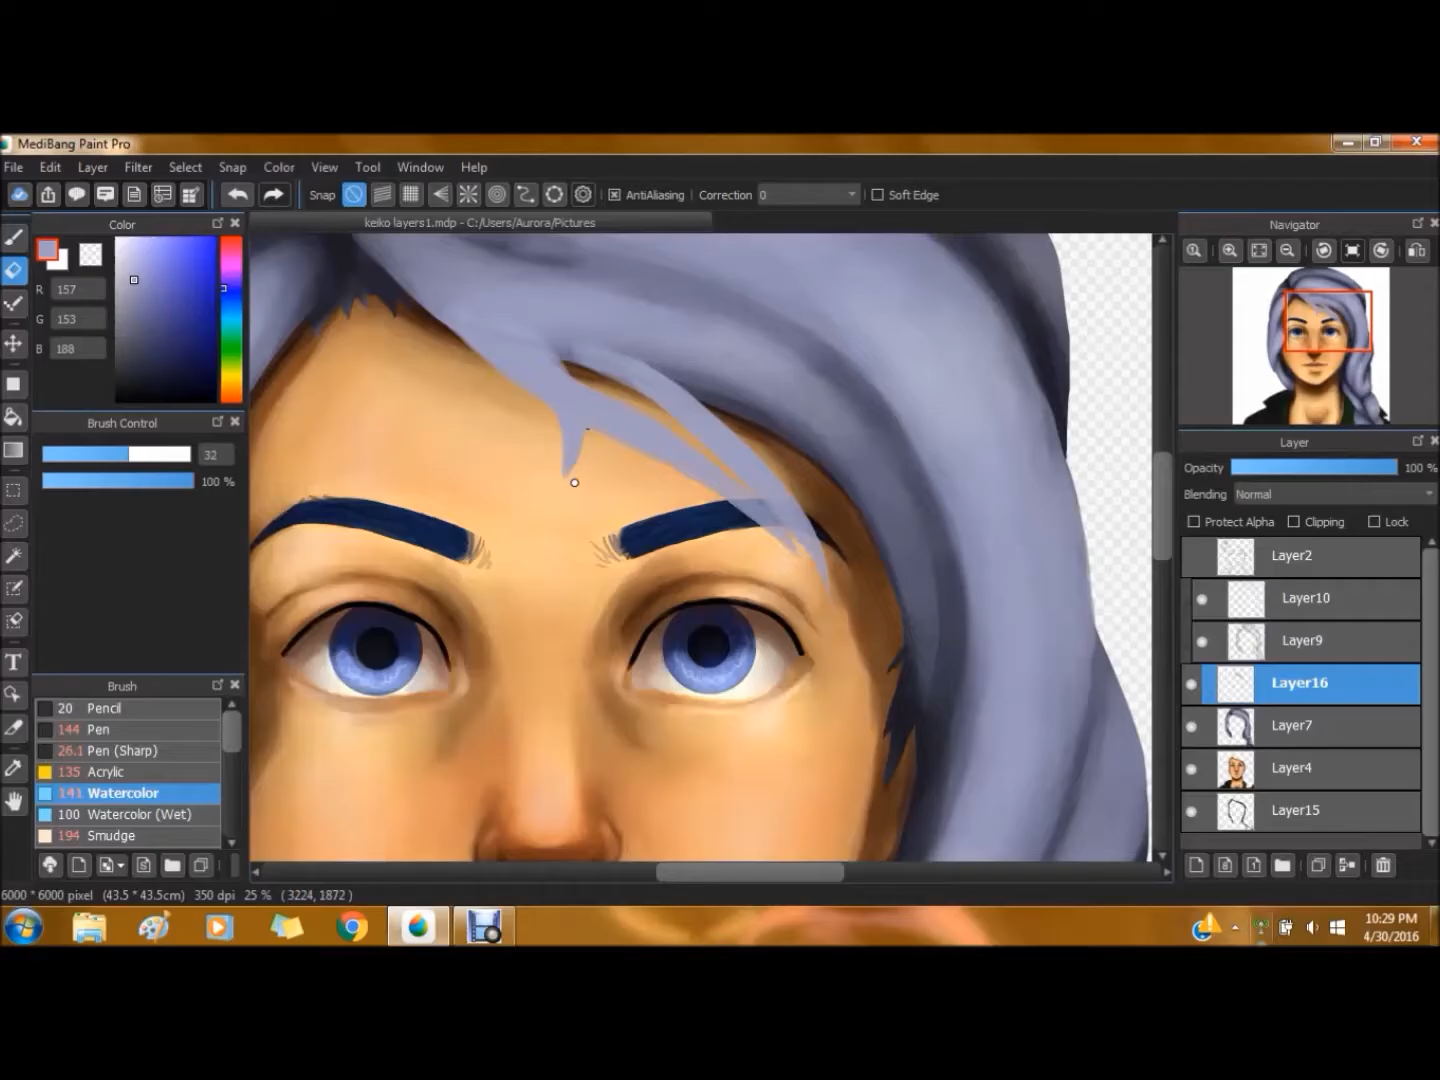 MediBang Paint Pro
File Edit Layer Filter Select Snap Color View Tool Window Help
Snap AntiAliasing Correction 0 Soft Edge
Color
keiko layers1.mdp - C:/Users/Aurora/Pictures
Navigator
R 157
G 153
B 188
Brush Control
32
100 %
Layer
Opacity 100 %
Blending Normal
Protect Alpha Clipping Lock
Layer2
Layer10
Layer9
Layer16
Layer7
Layer4
Layer15
Brush
20 Pencil
144 Pen
26.1 Pen (Sharp)
135 Acrylic
141 Watercolor
100 Watercolor (Wet)
194 Smudge
6000 * 6000 pixel (43.5 * 43.5cm) 350 dpi 25 % ( 3224, 1872 )
10:29 PM
4/30/2016